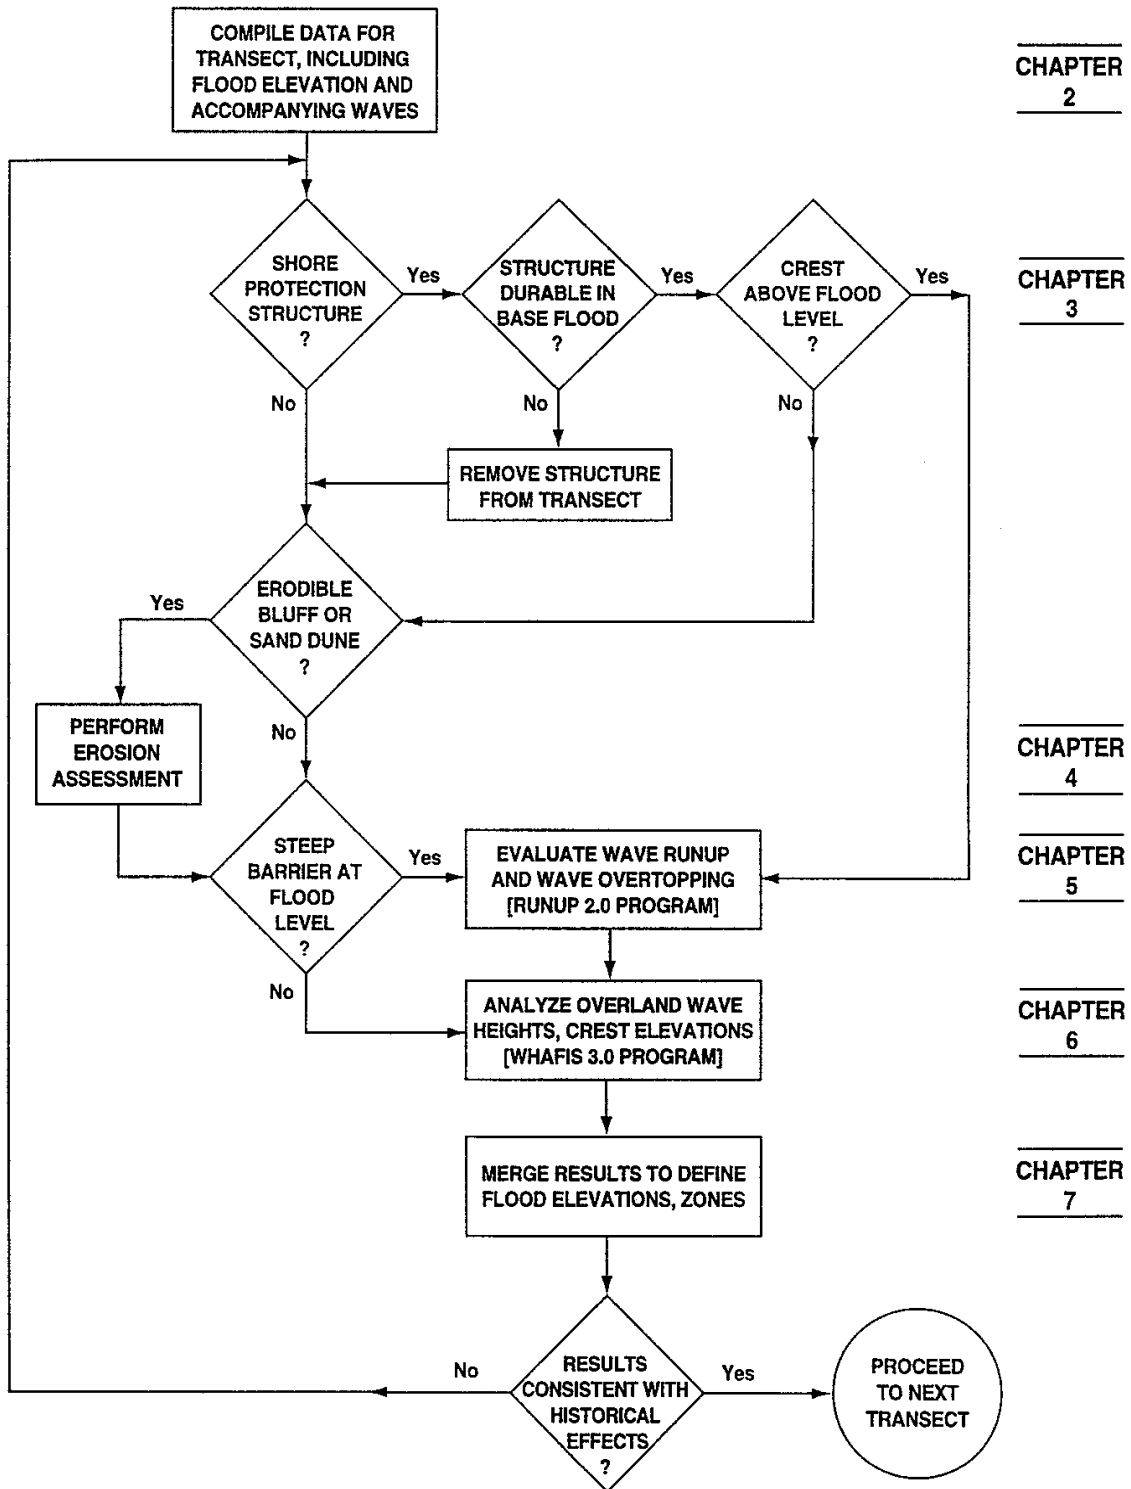 COMPILE DATA FOR
TRANSECT, INCLUDING
FLOOD ELEVATION AND
ACCOMPANYING WAVES
CHAPTER
2
SHORE
PROTECTION
STRUCTURE
?
Yes
STRUCTURE
DURABLE IN
BASE FLOOD
?
Yes
CREST
ABOVE FLOOD
LEVEL
?
Yes
CHAPTER
3
No
No
No
REMOVE STRUCTURE
FROM TRANSECT
ERODIBLE
BLUFF OR
SAND DUNE
?
Yes
No
PERFORM
EROSION
ASSESSMENT
CHAPTER
4
STEEP
BARRIER AT
FLOOD
LEVEL
?
Yes
No
EVALUATE WAVE RUNUP
AND WAVE OVERTOPPING
[RUNUP 2.0 PROGRAM]
CHAPTER
5
ANALYZE OVERLAND WAVE
HEIGHTS, CREST ELEVATIONS
[WHAFIS 3.0 PROGRAM]
CHAPTER
6
MERGE RESULTS TO DEFINE
FLOOD ELEVATIONS, ZONES
CHAPTER
7
No
RESULTS
CONSISTENT WITH
HISTORICAL
EFFECTS
?
Yes
PROCEED
TO NEXT
TRANSECT